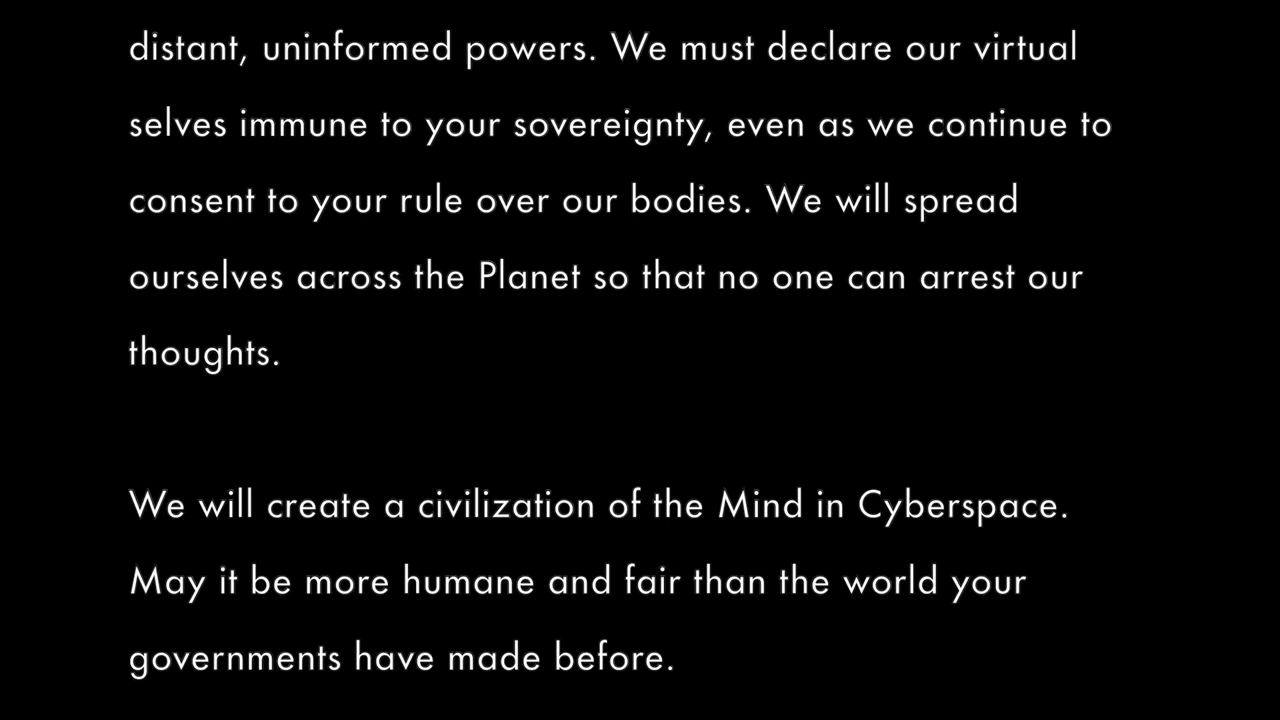 distant, uninformed powers. We must declare our virtual
selves immune to your sovereignty, even as we continue to
consent to your rule over our bodies. We will spread
ourselves across the Planet so that no one can arrest our
thoughts.
We will create a civilization of the Mind in Cyberspace.
May it be more humane and fair than the world your
governments have made before.